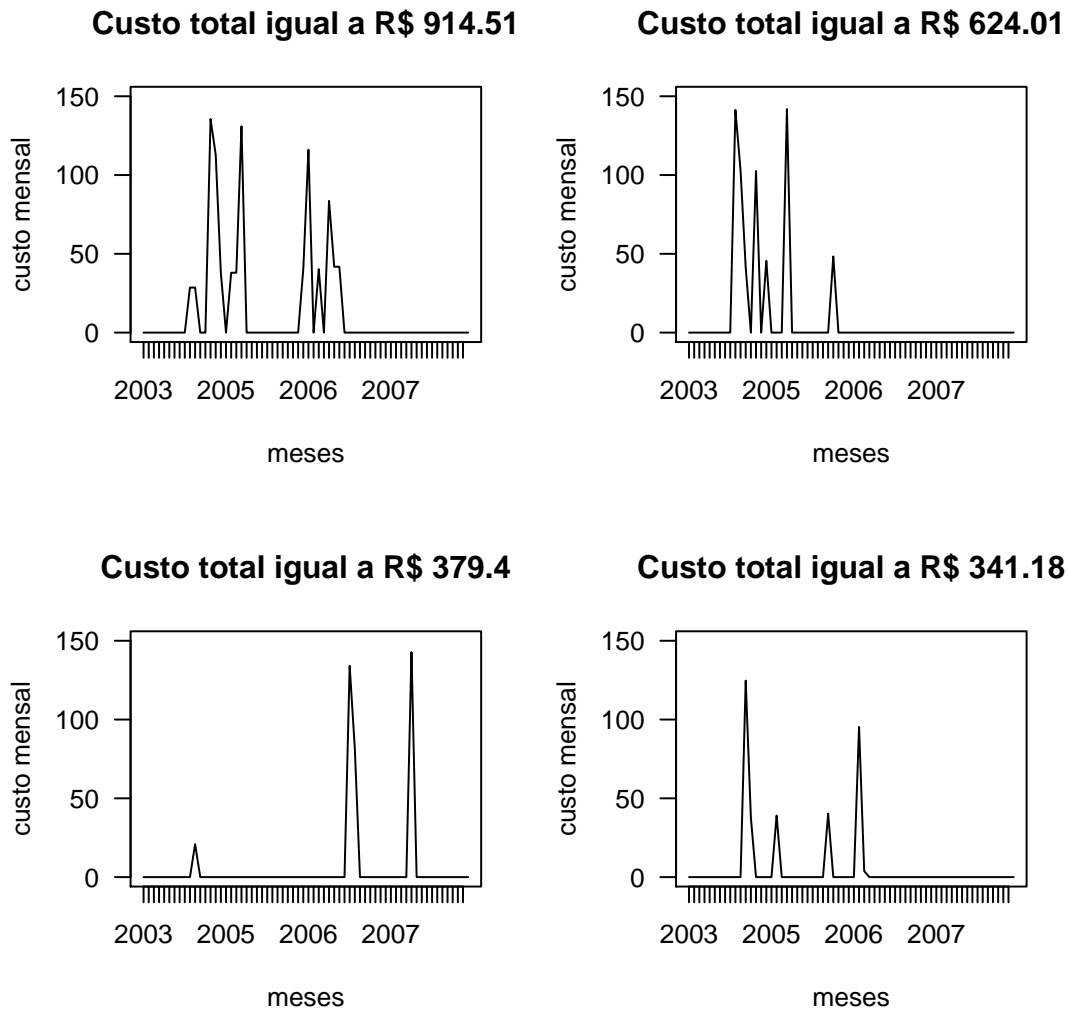 Custo total igual a R$ 914.51
150
100
50
0
custo mensal
2003 2005 2006 2007
meses
Custo total igual a R$ 624.01
150
100
50
0
custo mensal
2003 2005 2006 2007
meses
Custo total igual a R$ 379.4
150
100
50
0
custo mensal
2003 2005 2006 2007
meses
Custo total igual a R$ 341.18
150
100
50
0
custo mensal
2003 2005 2006 2007
meses